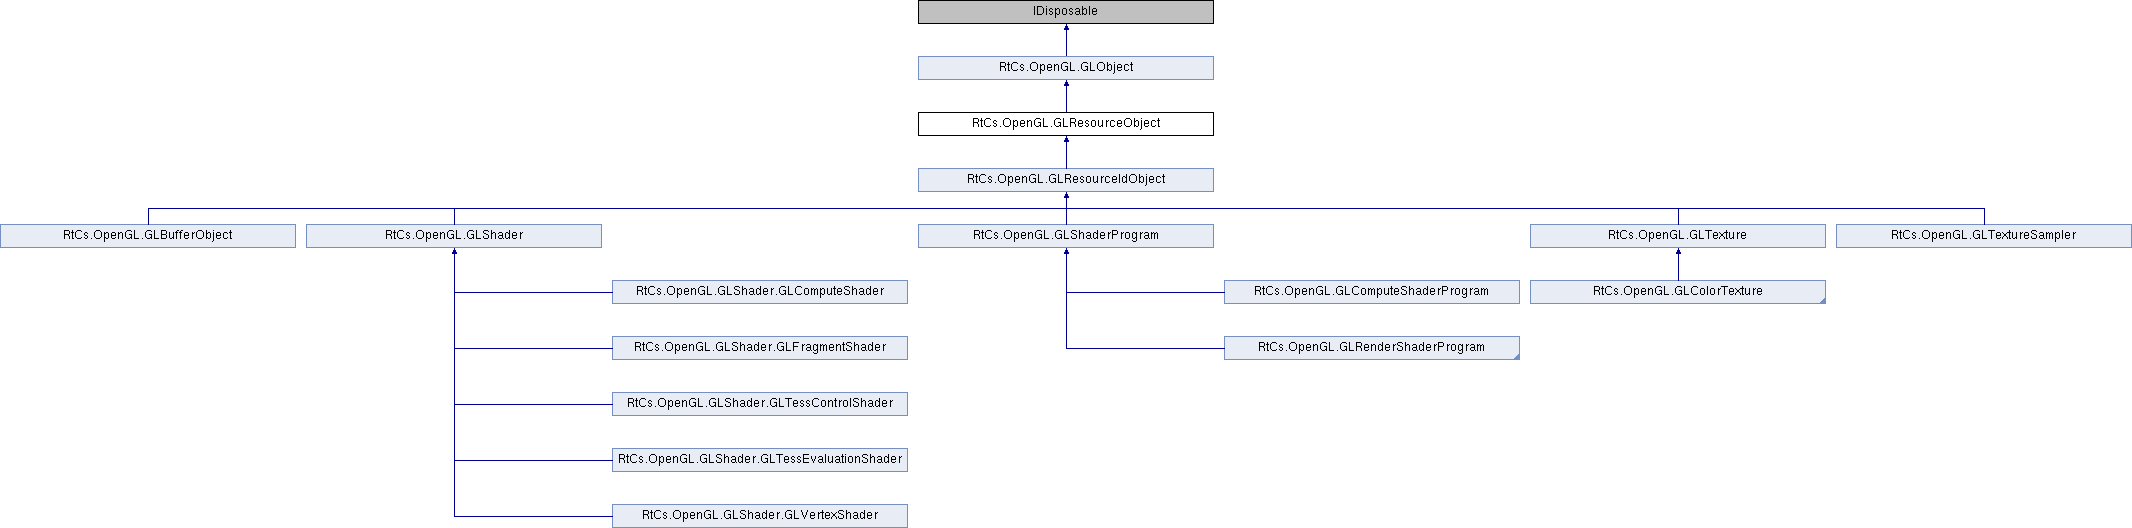 IDisposable
RtCs.OpenGL.GLObject
RtCs.OpenGL.GLResourceObject
RtCs.OpenGL.GLResourceIdObject
RtCs.OpenGL.GLBufferObject
RtCs.OpenGL.GLShader
RtCs.OpenGL.GLShaderProgram
RtCs.OpenGL.GLTexture
RtCs.OpenGL.GLTextureSampler
RtCs.OpenGL.GLShader.GLComputeShader
RtCs.OpenGL.GLComputeShaderProgram
RtCs.OpenGL.GLColorTexture
RtCs.OpenGL.GLShader.GLFragmentShader
RtCs.OpenGL.GLRenderShaderProgram
RtCs.OpenGL.GLShader.GLTessControlShader
RtCs.OpenGL.GLShader.GLTessEvaluationShader
RtCs.OpenGL.GLShader.GLVertexShader